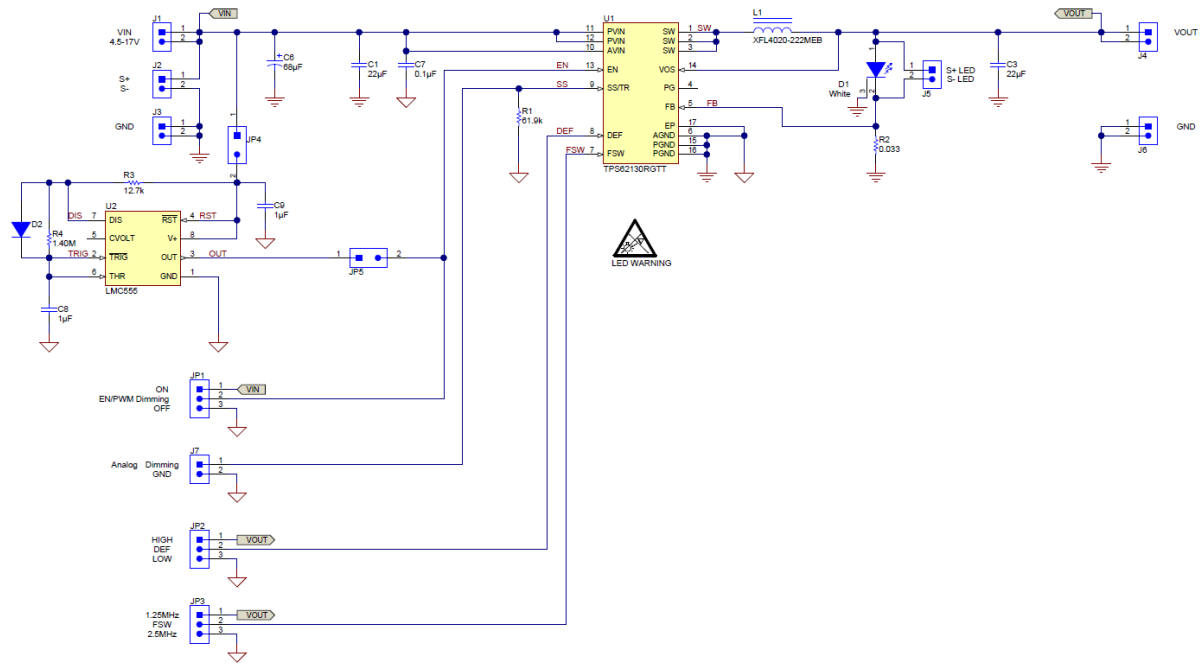 J1
VIN
4.5-17V
1
2
VIN
J2
S+
S-
1
2
J3
GND
1
2
+
C6
68µF
C1
22µF
C7
0.1µF
1
JP4
2
R3
12.7k
C9
1µF
D2
R4
1.40M
U2
DIS 7 DIS
RST 4 RST
5 CVOLT
V+ 8
TRIG 2 TRIG
OUT 3 OUT
6 THR
GND 1
LMC555
C8
1µF
1 2
JP5
U1
11 PVIN
12 PVIN
10 AVIN
EN 13 EN
SS 9 SS/TR
DEF 8 DEF
FSW 7 FSW
SW 1 SW
SW 2
SW 3
VOS 14
PG 4
FB 5 FB
EP 17
AGND 6
PGND 15
PGND 16
TPS62130RGTT
R1
61.9k
L1
XFL4020-222MEB
1
D1
White
3 2
1
2
S+ LED
S- LED
J5
R2
0.033
C3
22µF
VOUT
1
2
VOUT
J4
1
2
GND
J6
LED WARNING
JP1
ON
EN/PWM Dimming
OFF
1
2
3
VIN
J7
Analog Dimming
GND
1
2
JP2
HIGH
DEF
LOW
1
2
3
VOUT
JP3
1.25MHz
FSW
2.5MHz
1
2
3
VOUT